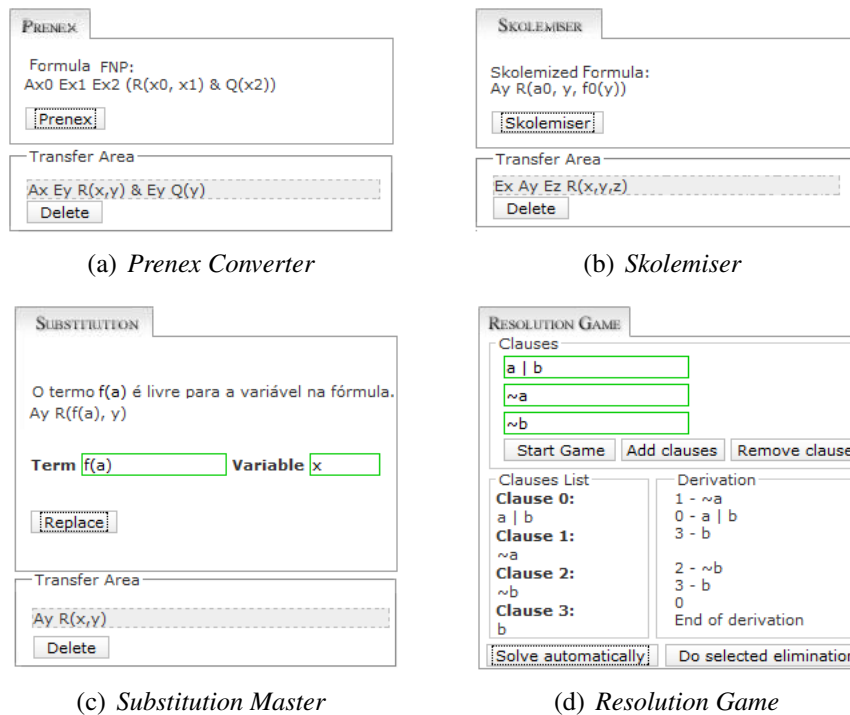 PRENEX
Formula FNP:
Ax0 Ex1 Ex2 (R(x0, x1) & Q(x2))
Prenex
Transfer Area
Ax Ey R(x,y) & Ey Q(y)
Delete
(a) Prenex Converter
SKOLEMISER
Skolemized Formula:
Ay R(a0, y, f0(y))
Skolemiser
Transfer Area
Ex Ay Ez R(x,y,z)
Delete
(b) Skolemiser
SUBSTITUTION
O termo f(a) é livre para a variável na fórmula.
Ay R(f(a), y)
Term f(a) Variable x
Replace
Transfer Area
Ay R(x,y)
Delete
(c) Substitution Master
RESOLUTION GAME
Clauses
a | b
~a
~b
Start Game Add clauses Remove clause
Clauses List
Clause 0:
a | b
Clause 1:
~a
Clause 2:
~b
Clause 3:
b
Derivation
1 - ~a
0 - a | b
3 - b
2 - ~b
3 - b
0
End of derivation
Solve automatically Do selected elimination
(d) Resolution Game